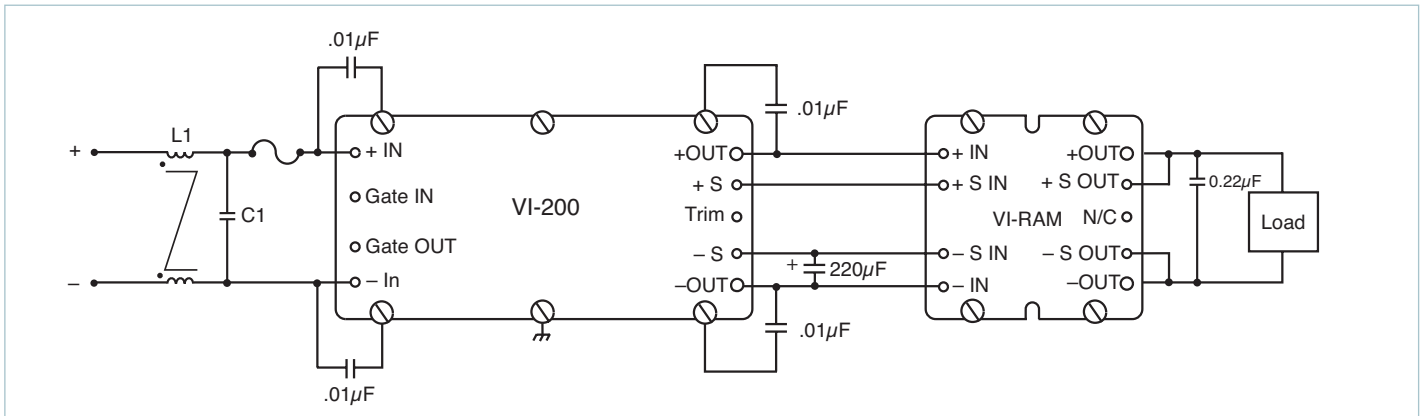 .01µF
L1
+
C1
–
.01µF
+ IN
Gate IN
Gate OUT
– In
VI-200
+OUT
+ S
Trim
– S
–OUT
.01µF
+
220µF
.01µF
+ IN
+ S IN
– S IN
– IN
VI-RAM
+OUT
+ S OUT
N/C
– S OUT
–OUT
0.22µF
Load